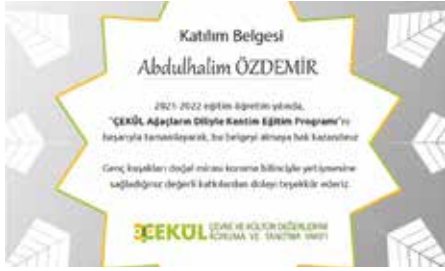 Katılım Belgesi
Abdulhalim ÖZDEMİR
2021-2022 eğitim öğretim yılında,
"ÇEKÜL Ağaçların Diliyle Kentim Eğitim Programı"nı
başarıyla tamamlayarak, bu belgeyi almaya hak kazandınız
Genç kuşakları doğal mirası koruma bilinciyle yetişmesine
sağladığınız değerli katkılardan dolayı teşekkür ederiz.
ÇEKÜL ÇEVRE VE KÜLTÜR DEĞERLERİNİ
KORUMA VE TANITMA VAKFI